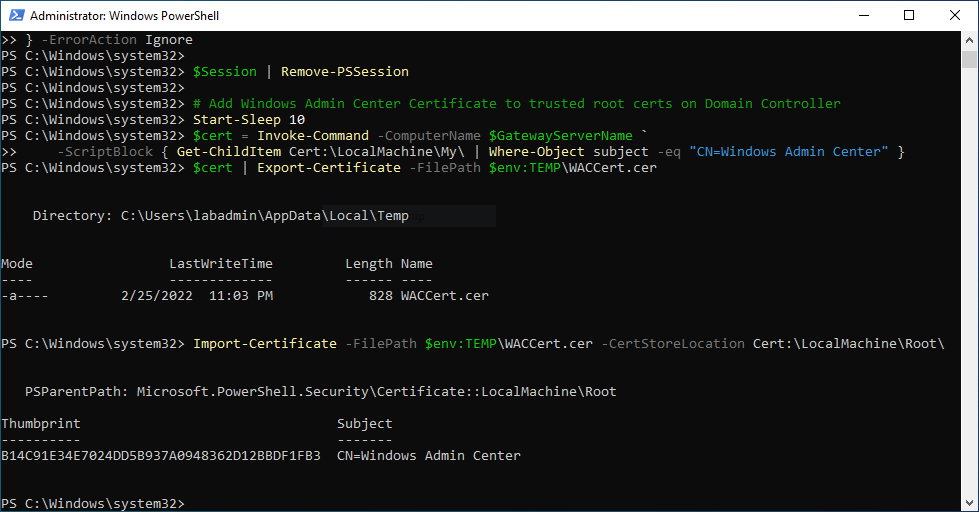 Administrator: Windows PowerShell
>> } -ErrorAction Ignore
PS C:\Windows\system32>
PS C:\Windows\system32> $Session | Remove-PSSession
PS C:\Windows\system32>
PS C:\Windows\system32> # Add Windows Admin Center Certificate to trusted root certs on Domain Controller
PS C:\Windows\system32> Start-Sleep 10
PS C:\Windows\system32> $cert = Invoke-Command -ComputerName $GatewayServerName `
>>     -ScriptBlock { Get-ChildItem Cert:\LocalMachine\My\ | Where-Object subject -eq "CN=Windows Admin Center" }
PS C:\Windows\system32> $cert | Export-Certificate -FilePath $env:TEMP\WACCert.cer
    Directory: C:\Users\labadmin\AppData\Local\Temp
Mode                 LastWriteTime         Length Name
----                 -------------         ------ ----
-a----         2/25/2022  11:03 PM            828 WACCert.cer
PS C:\Windows\system32> Import-Certificate -FilePath $env:TEMP\WACCert.cer -CertStoreLocation Cert:\LocalMachine\Root\
   PSParentPath: Microsoft.PowerShell.Security\Certificate::LocalMachine\Root
Thumbprint                                Subject
----------                                -------
B14C91E34E7024DD5B937A0948362D12BBDF1FB3  CN=Windows Admin Center
PS C:\Windows\system32>